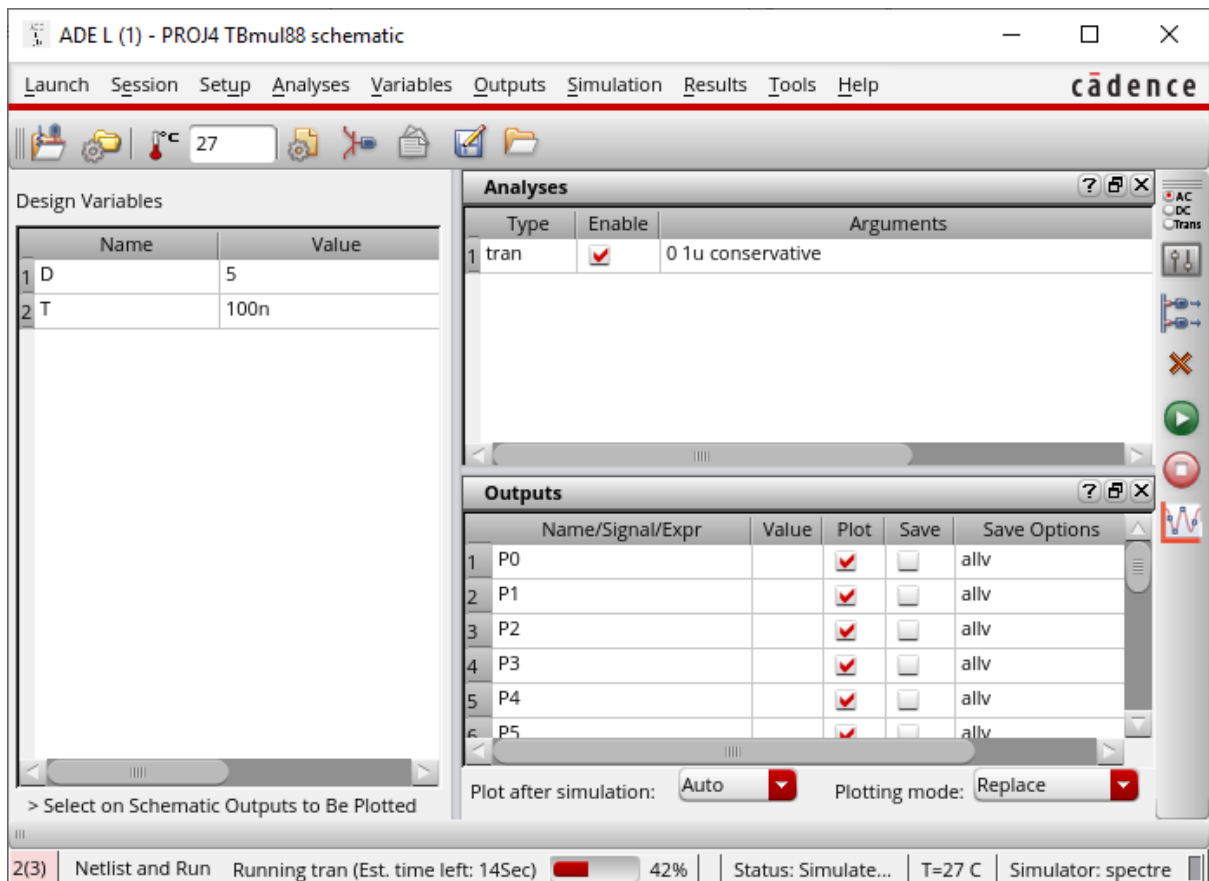 ADE L (1) - PROJ4 TBmul88 schematic
Launch Session Setup Analyses Variables Outputs Simulation Results Tools Help cādence
°C 27
Design Variables
Name Value
1 D 5
2 T 100n
> Select on Schematic Outputs to Be Plotted
Analyses
Type Enable Arguments
1 tran 0 1u conservative
Outputs
Name/Signal/Expr Value Plot Save Save Options
1 P0 allv
2 P1 allv
3 P2 allv
4 P3 allv
5 P4 allv
6 P5 allv
Plot after simulation: Auto Plotting mode: Replace
AC
DC
Trans
2(3) Netlist and Run Running tran (Est. time left: 14Sec) 42% Status: Simulate... T=27 C Simulator: spectre